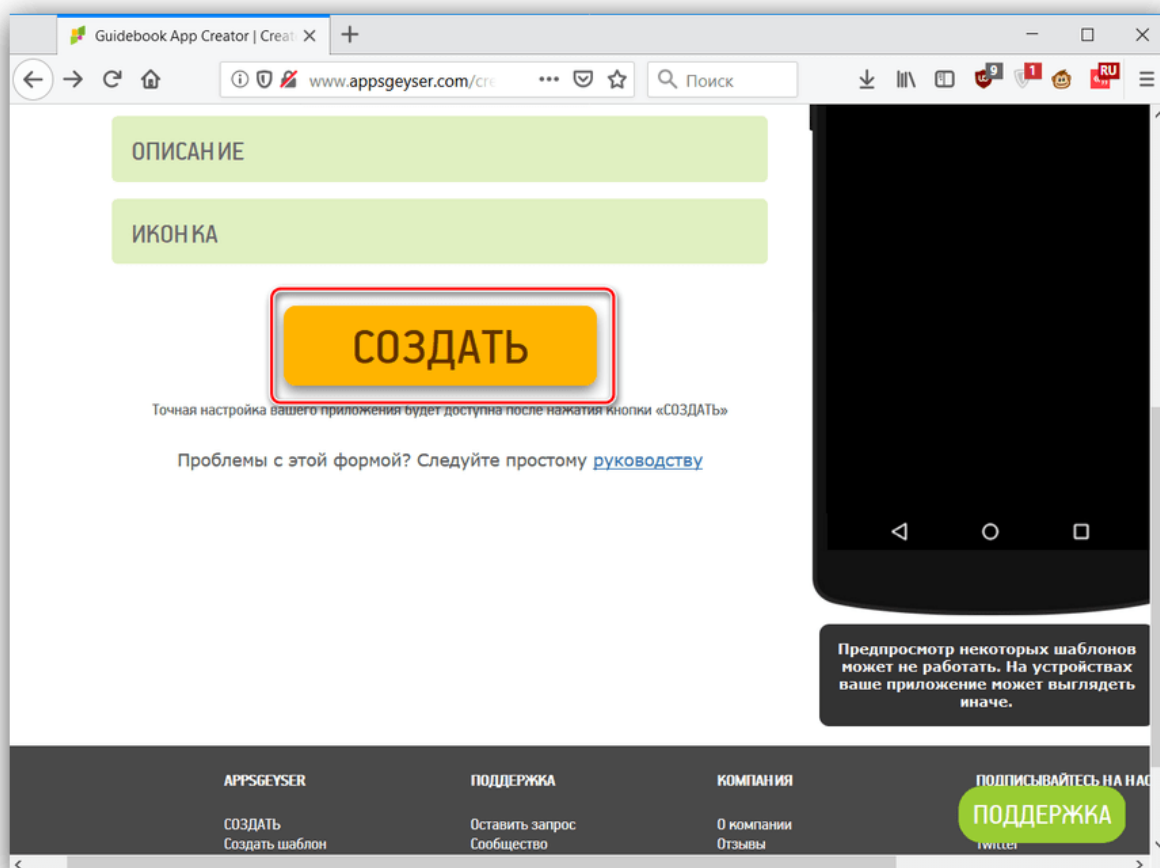 Guidebook App Creator | Creat
www.appsgeyser.com/cre
Поиск
9
1
RU
ОПИСАНИЕ
ИКОНКА
СОЗДАТЬ
Точная настройка вашего приложения будет доступна после нажатия кнопки «СОЗДАТЬ»
Проблемы с этой формой? Следуйте простому руководству
Предпросмотр некоторых шаблонов
может не работать. На устройствах
ваше приложение может выглядеть
иначе.
APPSGEYSER
СОЗДАТЬ
Создать шаблон
ПОДДЕРЖКА
Оставить запрос
Сообщество
КОМПАНИЯ
О компании
Отзывы
ПОДПИСЫВАЙТЕСЬ НА НАС
ПОДДЕРЖКА
Twitter